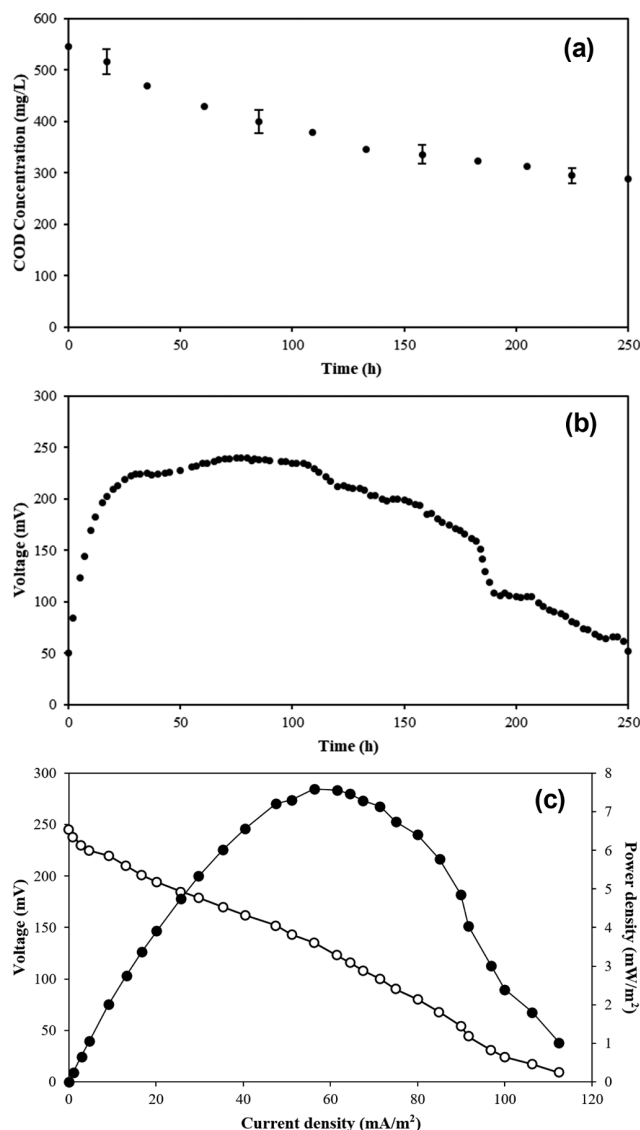 (a)
COD Concentration (mg/L)
600
500
400
300
200
100
0
0 50 100 150 200 250
Time (h)
(b)
Voltage (mV)
300
250
200
150
100
50
0
0 50 100 150 200 250
Time (h)
(c)
Voltage (mV)
300
250
200
150
100
50
0
8
7
6
5
4
3
2
1
0
Power density (mW/m²)
0 20 40 60 80 100 120
Current density (mA/m²)